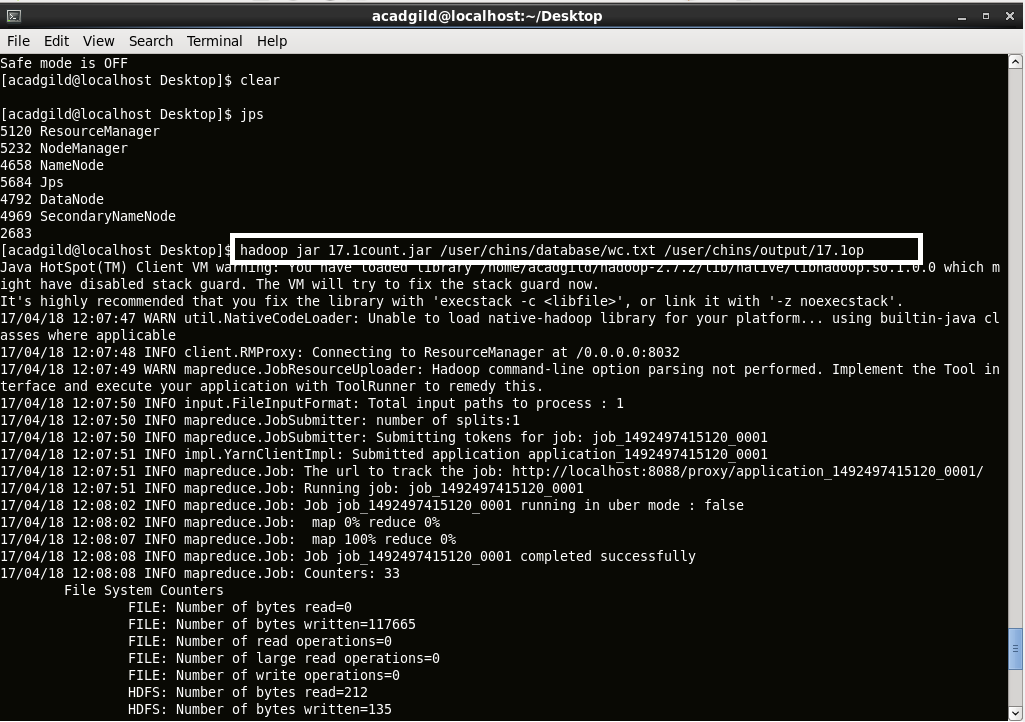 acadgild@localhost:~/Desktop
File Edit View Search Terminal Help
Safe mode is OFF
[acadgild@localhost Desktop]$ clear
[acadgild@localhost Desktop]$ jps
5120 ResourceManager
5232 NodeManager
4658 NameNode
5684 Jps
4792 DataNode
4969 SecondaryNameNode
2683
[acadgild@localhost Desktop]$ hadoop jar 17.1count.jar /user/chins/database/wc.txt /user/chins/output/17.1op
Java HotSpot(TM) Client VM warning: You have loaded library /home/acadgild/hadoop-2.7.2/lib/native/libhadoop.so.1.0.0 which m
ight have disabled stack guard. The VM will try to fix the stack guard now.
It's highly recommended that you fix the library with 'execstack -c <libfile>', or link it with '-z noexecstack'.
17/04/18 12:07:47 WARN util.NativeCodeLoader: Unable to load native-hadoop library for your platform... using builtin-java cl
asses where applicable
17/04/18 12:07:48 INFO client.RMProxy: Connecting to ResourceManager at /0.0.0.0:8032
17/04/18 12:07:49 WARN mapreduce.JobResourceUploader: Hadoop command-line option parsing not performed. Implement the Tool in
terface and execute your application with ToolRunner to remedy this.
17/04/18 12:07:50 INFO input.FileInputFormat: Total input paths to process : 1
17/04/18 12:07:50 INFO mapreduce.JobSubmitter: number of splits:1
17/04/18 12:07:50 INFO mapreduce.JobSubmitter: Submitting tokens for job: job_1492497415120_0001
17/04/18 12:07:51 INFO impl.YarnClientImpl: Submitted application application_1492497415120_0001
17/04/18 12:07:51 INFO mapreduce.Job: The url to track the job: http://localhost:8088/proxy/application_1492497415120_0001/
17/04/18 12:07:51 INFO mapreduce.Job: Running job: job_1492497415120_0001
17/04/18 12:08:02 INFO mapreduce.Job: Job job_1492497415120_0001 running in uber mode : false
17/04/18 12:08:02 INFO mapreduce.Job:  map 0% reduce 0%
17/04/18 12:08:07 INFO mapreduce.Job:  map 100% reduce 0%
17/04/18 12:08:08 INFO mapreduce.Job: Job job_1492497415120_0001 completed successfully
17/04/18 12:08:08 INFO mapreduce.Job: Counters: 33
File System Counters
FILE: Number of bytes read=0
FILE: Number of bytes written=117665
FILE: Number of read operations=0
FILE: Number of large read operations=0
FILE: Number of write operations=0
HDFS: Number of bytes read=212
HDFS: Number of bytes written=135